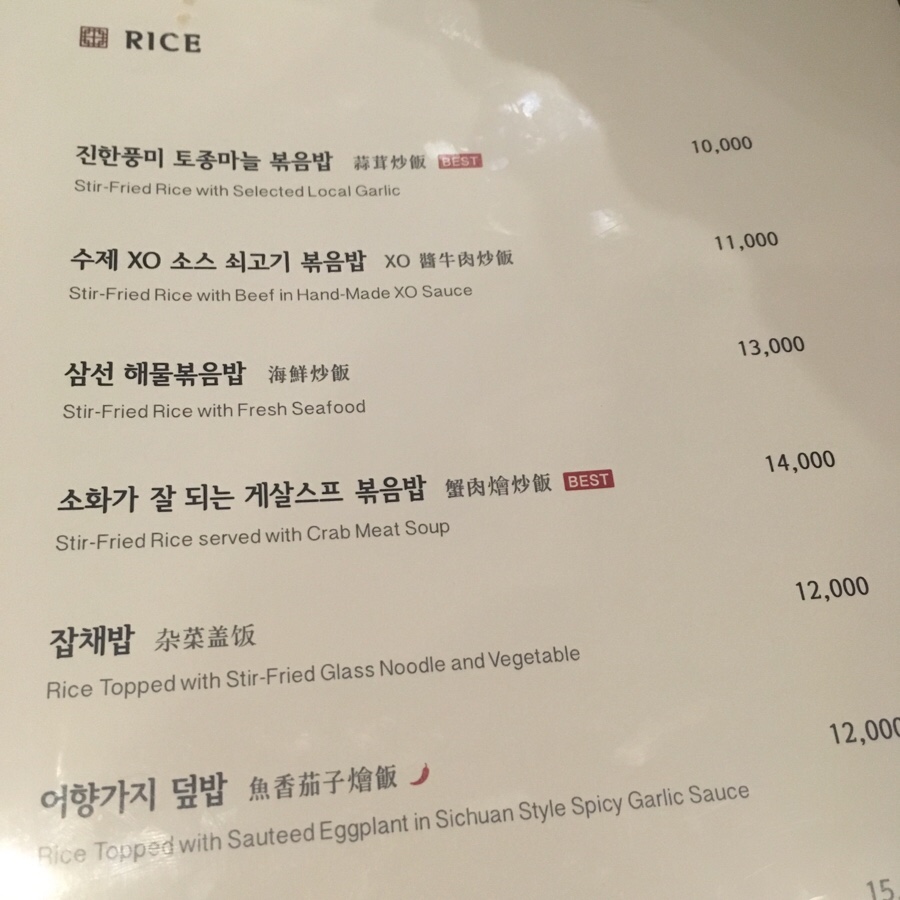 RICE
진한풍미 토종마늘 볶음밥 蒜茸炒飯 BEST 10,000
Stir-Fried Rice with Selected Local Garlic
수제 XO 소스 쇠고기 볶음밥 XO 醬牛肉炒飯 11,000
Stir-Fried Rice with Beef in Hand-Made XO Sauce
삼선 해물볶음밥 海鮮炒飯 13,000
Stir-Fried Rice with Fresh Seafood
소화가 잘 되는 게살스프 볶음밥 蟹肉燴炒飯 BEST 14,000
Stir-Fried Rice served with Crab Meat Soup
잡채밥 杂菜盖饭 12,000
Rice Topped with Stir-Fried Glass Noodle and Vegetable
어향가지 덮밥 魚香茄子燴飯 12,000
Rice Topped with Sauteed Eggplant in Sichuan Style Spicy Garlic Sauce
15